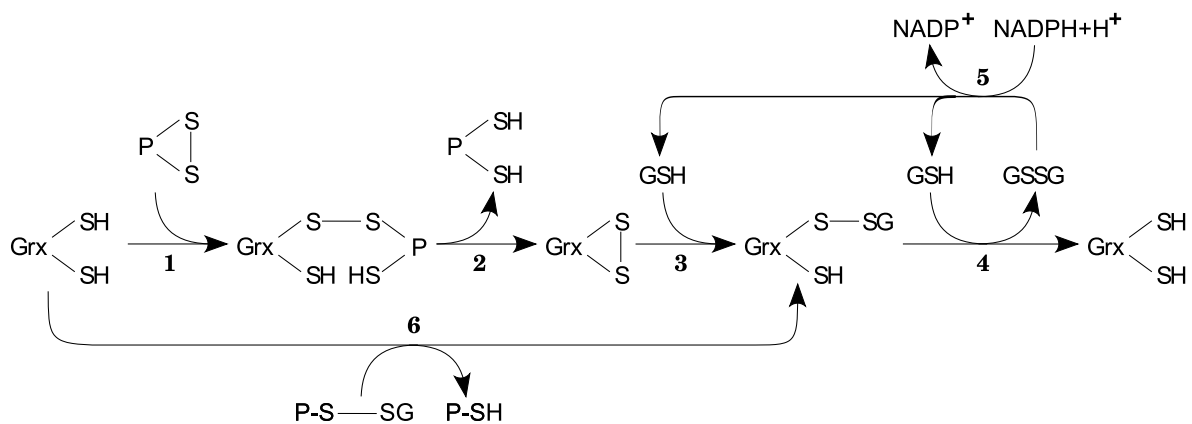 NADP+ NADPH+H+
5
S
P
S
SH
P
SH
GSH GSH GSSG
SH
Grx
SH
1
S S
Grx P
SH HS
2
S
Grx
S
3
S SG
Grx
SH
4
SH
Grx
SH
6
P-S SG P-SH